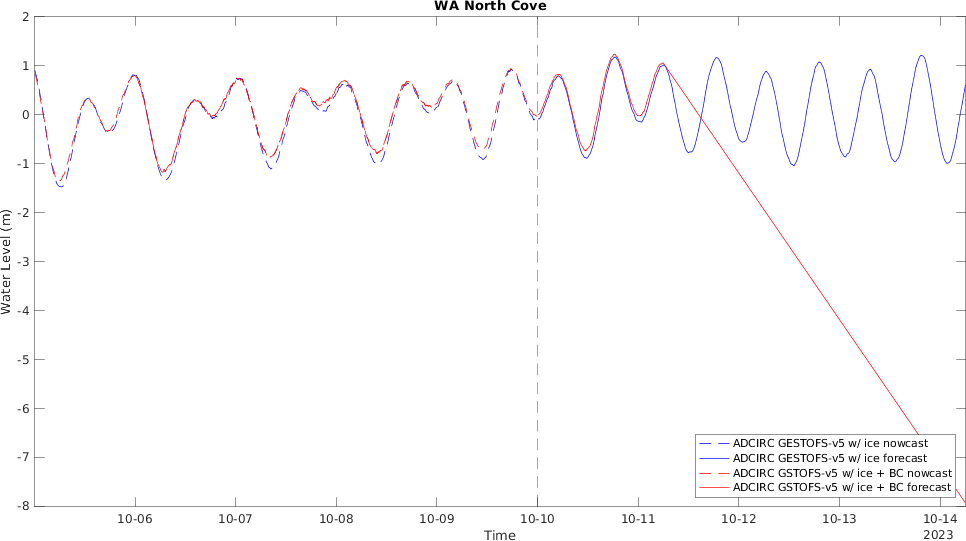 WA North Cove
2
1
0
-1
-2
-3
-4
-5
-6
-7
-8
Water Level (m)
10-06 10-07 10-08 10-09 10-10 10-11 10-12 10-13 10-14
Time 2023
ADCIRC GESTOFS-v5 w/ ice nowcast
ADCIRC GESTOFS-v5 w/ ice forecast
ADCIRC GSTOFS-v5 w/ ice + BC nowcast
ADCIRC GSTOFS-v5 w/ ice + BC forecast